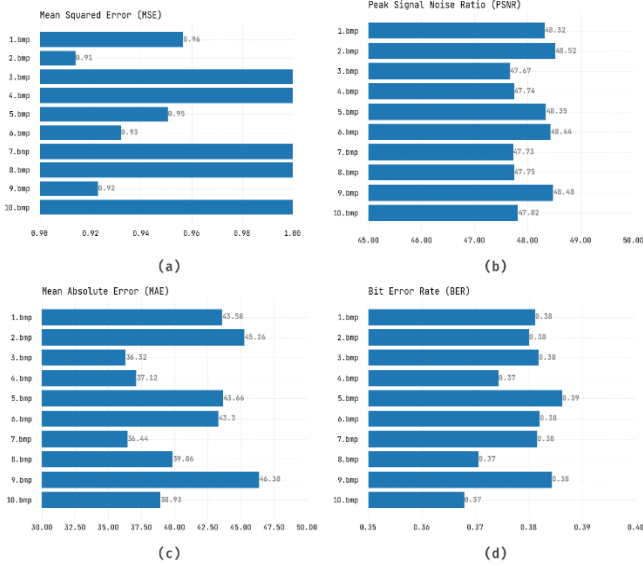 Mean Squared Error (MSE)
1.bmp 0.96
2.bmp 0.91
3.bmp
4.bmp
5.bmp 0.95
6.bmp 0.93
7.bmp
8.bmp
9.bmp 0.92
10.bmp
0.90 0.92 0.94 0.96 0.98 1.00
(a)
Peak Signal Noise Ratio (PSNR)
1.bmp 48.32
2.bmp 48.52
3.bmp 47.67
4.bmp 47.74
5.bmp 48.35
6.bmp 48.44
7.bmp 47.73
8.bmp 47.75
9.bmp 48.48
10.bmp 47.82
45.00 46.00 47.00 48.00 49.00 50.00
(b)
Mean Absolute Error (MAE)
1.bmp 43.58
2.bmp 45.26
3.bmp 36.32
4.bmp 37.12
5.bmp 43.66
6.bmp 43.3
7.bmp 36.44
8.bmp 39.86
9.bmp 46.38
10.bmp 38.93
30.00 32.50 35.00 37.50 40.00 42.50 45.00 47.50 50.00
(c)
Bit Error Rate (BER)
1.bmp 0.38
2.bmp 0.38
3.bmp 0.38
4.bmp 0.37
5.bmp 0.39
6.bmp 0.38
7.bmp 0.38
8.bmp 0.37
9.bmp 0.38
10.bmp 0.37
0.35 0.36 0.37 0.38 0.39 0.40
(d)